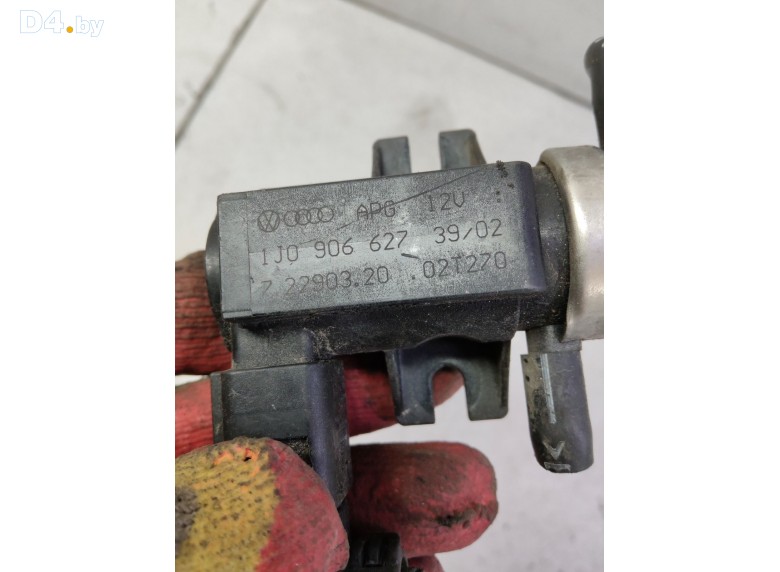 D4.by
APG 12V
1J0 906 627 39/02
7.22903.20 .02T270